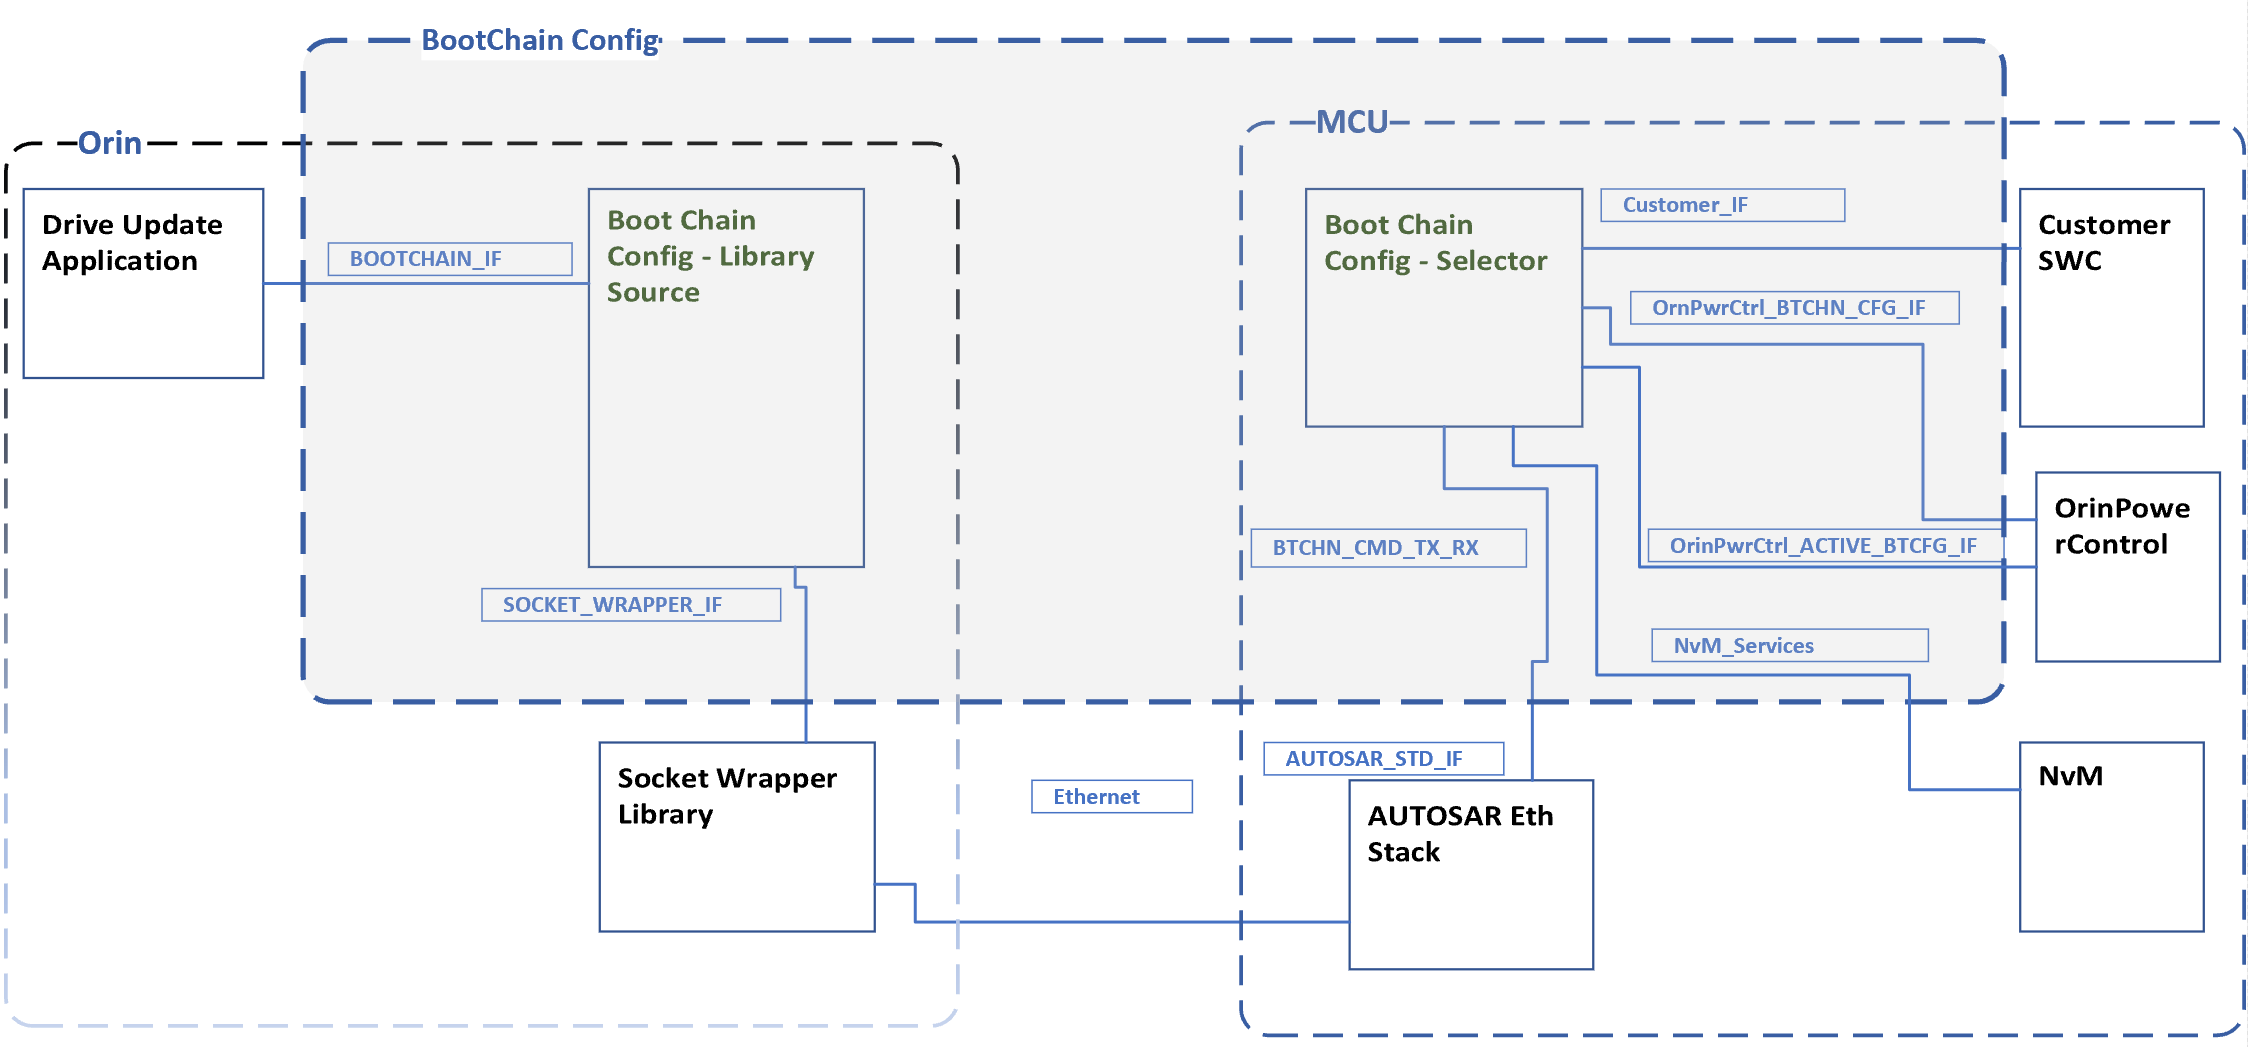 BootChain Config
MCU
Orin
Drive Update
Application
BOOTCHAIN_IF
Boot Chain
Config - Library
Source
Boot Chain
Config - Selector
Customer_IF
Customer
SWC
OrnPwrCtrl_BTCHN_CFG_IF
OrinPowe
rControl
BTCHN_CMD_TX_RX
OrinPwrCtrl_ACTIVE_BTCFG_IF
SOCKET_WRAPPER_IF
NvM_Services
Socket Wrapper
Library
Ethernet
AUTOSAR_STD_IF
AUTOSAR Eth
Stack
NvM